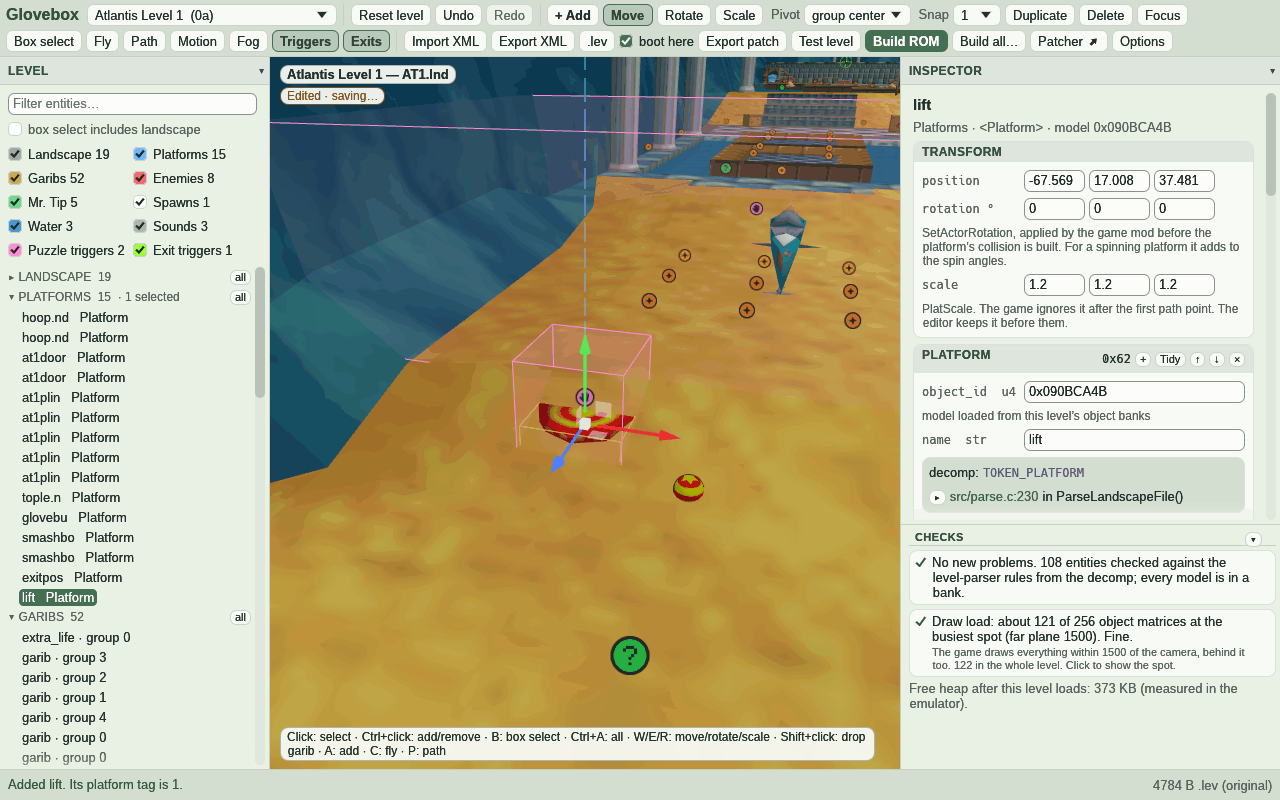 Glovebox Atlantis Level 1 (0a) Reset level Undo Redo + Add Move Rotate Scale Pivot group center Snap 1 Duplicate Delete Focus
Box select Fly Path Motion Fog Triggers Exits Import XML Export XML .lev boot here Export patch Test level Build ROM Build all… Patcher Options
LEVEL
Filter entities…
box select includes landscape
Landscape 19 Platforms 15
Garibs 52 Enemies 8
Mr. Tip 5 Spawns 1
Water 3 Sounds 3
Puzzle triggers 2 Exit triggers 1
LANDSCAPE 19 all
PLATFORMS 15 · 1 selected all
hoop.nd Platform
hoop.nd Platform
at1door Platform
at1door Platform
at1plin Platform
at1plin Platform
at1plin Platform
at1plin Platform
at1plin Platform
tople.n Platform
glovebu Platform
smashbo Platform
smashbo Platform
exitpos Platform
lift Platform
GARIBS 52 all
extra_life · group 0
garib · group 3
garib · group 2
garib · group 1
garib · group 4
garib · group 0
garib · group 0
Atlantis Level 1 — AT1.lnd
Edited · saving…
?
Click: select · Ctrl+click: add/remove · B: box select · Ctrl+A: all · W/E/R: move/rotate/scale · Shift+click: drop
garib · A: add · C: fly · P: path
INSPECTOR
lift
Platforms · <Platform> · model 0x090BCA4B
TRANSFORM
position -67.569 17.008 37.481
rotation ° 0 0 0
SetActorRotation, applied by the game mod before the
platform's collision is built. For a spinning platform it adds to
the spin angles.
scale 1.2 1.2 1.2
PlatScale. The game ignores it after the first path point. The
editor keeps it before them.
PLATFORM 0x62 + Tidy ↑ ↓ ×
object_id u4 0x090BCA4B
model loaded from this level's object banks
name str lift
decomp: TOKEN_PLATFORM
src/parse.c:230 in ParseLandscapeFile()
CHECKS
No new problems. 108 entities checked against the
level-parser rules from the decomp; every model is in a
bank.
Draw load: about 121 of 256 object matrices at the
busiest spot (far plane 1500). Fine.
The game draws everything within 1500 of the camera, behind it
too. 122 in the whole level. Click to show the spot.
Free heap after this level loads: 373 KB (measured in the
emulator).
Added lift. Its platform tag is 1. 4784 B .lev (original)